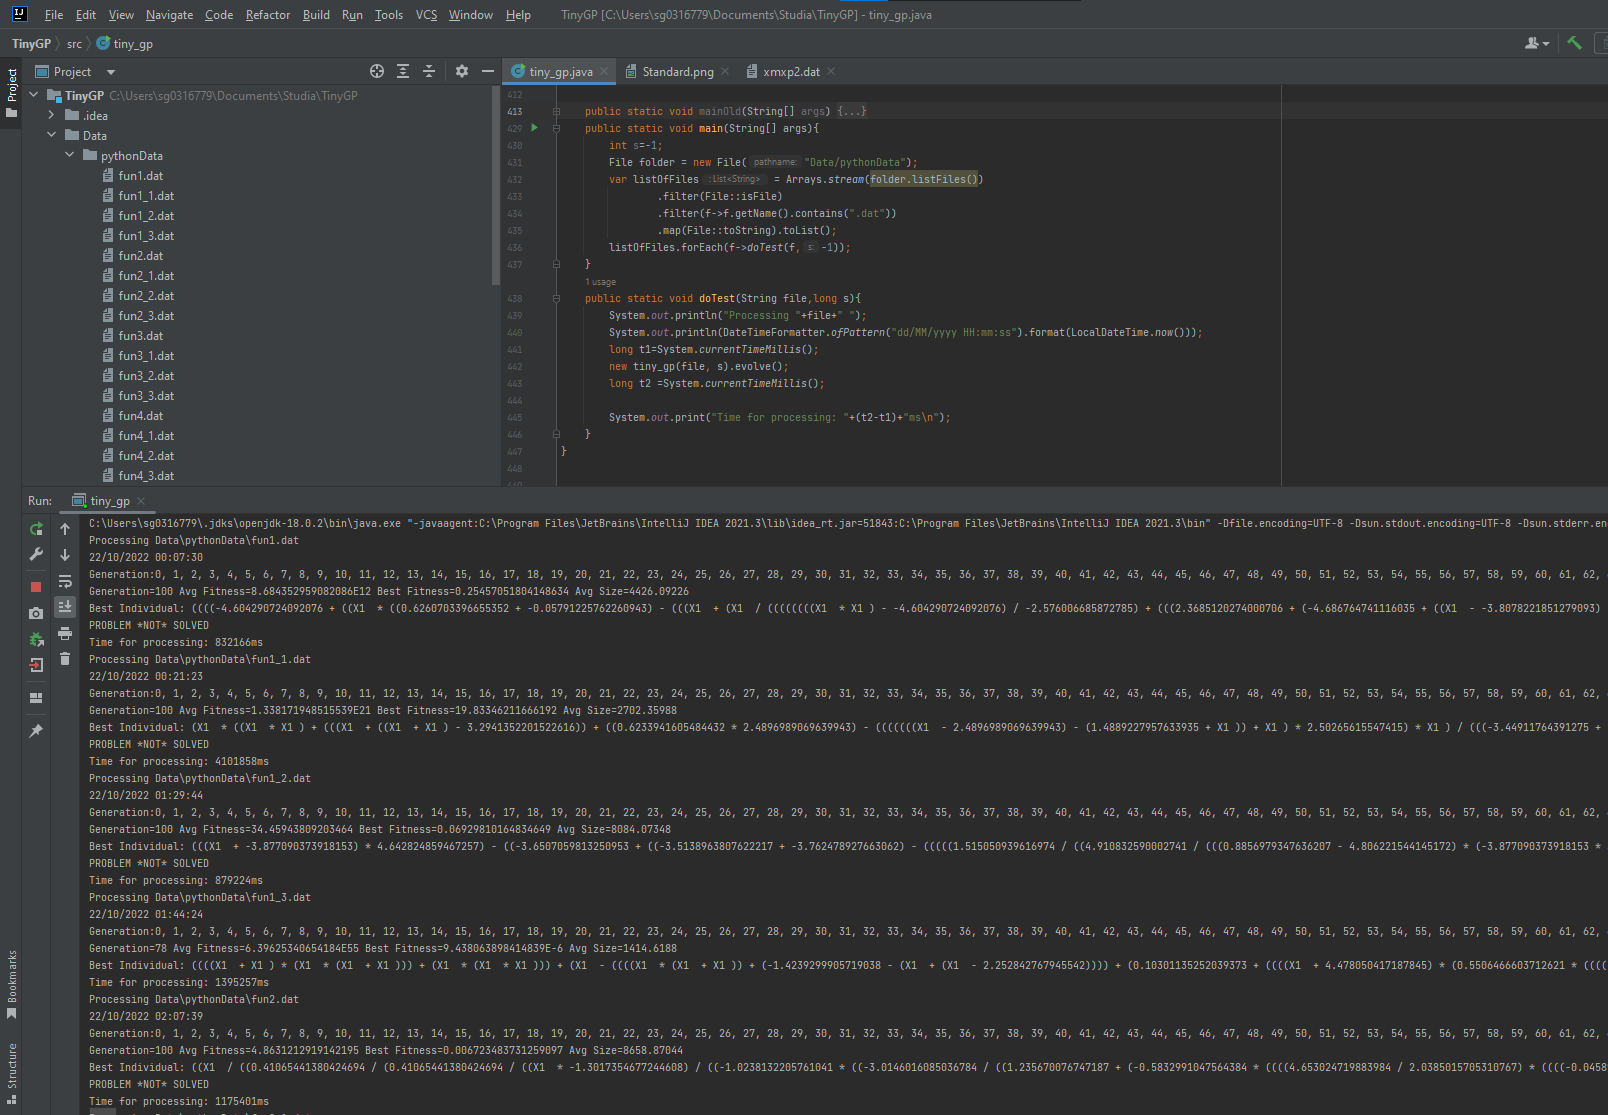 File Edit View Navigate Code Refactor Build Run Tools VCS Window Help TinyGP [C:\Users\sg0316779\Documents\Studia\TinyGP] - tiny_gp.java
TinyGP src tiny_gp
Project
Project
tiny_gp.java Standard.png xmxp2.dat
TinyGP C:\Users\sg0316779\Documents\Studia\TinyGP
.idea
Data
pythonData
fun1.dat
fun1_1.dat
fun1_2.dat
fun1_3.dat
fun2.dat
fun2_1.dat
fun2_2.dat
fun2_3.dat
fun3.dat
fun3_1.dat
fun3_2.dat
fun3_3.dat
fun4.dat
fun4_1.dat
fun4_2.dat
fun4_3.dat
412
413 public static void mainOld(String[] args) {...}
429 public static void main(String[] args){
430 int s=-1;
431 File folder = new File( pathname: "Data/pythonData");
432 var listOfFiles : List<String> = Arrays.stream(folder.listFiles())
433 .filter(File::isFile)
434 .filter(f->f.getName().contains(".dat"))
435 .map(File::toString).toList();
436 listOfFiles.forEach(f->doTest(f, s: -1));
437 }
1 usage
438 public static void doTest(String file,long s){
439 System.out.println("Processing "+file+" ");
440 System.out.println(DateTimeFormatter.ofPattern("dd/MM/yyyy HH:mm:ss").format(LocalDateTime.now()));
441 long t1=System.currentTimeMillis();
442 new tiny_gp(file, s).evolve();
443 long t2 =System.currentTimeMillis();
444
445 System.out.print("Time for processing: "+(t2-t1)+"ms\n");
446 }
447 }
448
Run: tiny_gp
C:\Users\sg0316779\.jdks\openjdk-18.0.2\bin\java.exe "-javaagent:C:\Program Files\JetBrains\IntelliJ IDEA 2021.3\lib\idea_rt.jar=51843:C:\Program Files\JetBrains\IntelliJ IDEA 2021.3\bin" -Dfile.encoding=UTF-8 -Dsun.stdout.encoding=UTF-8 -Dsun.stderr.en
Processing Data\pythonData\fun1.dat
22/10/2022 00:07:30
Generation:0, 1, 2, 3, 4, 5, 6, 7, 8, 9, 10, 11, 12, 13, 14, 15, 16, 17, 18, 19, 20, 21, 22, 23, 24, 25, 26, 27, 28, 29, 30, 31, 32, 33, 34, 35, 36, 37, 38, 39, 40, 41, 42, 43, 44, 45, 46, 47, 48, 49, 50, 51, 52, 53, 54, 55, 56, 57, 58, 59, 60, 61, 62,
Generation=100 Avg Fitness=8.684352959082086E12 Best Fitness=0.25457051804148634 Avg Size=4426.09226
Best Individual: ((((-4.604290724092076 + ((X1 * ((0.6260703396655352 + -0.05791225762260943) - (((X1 + (X1 / ((((((((X1 * X1 ) - -4.604290724092076) / -2.576006685872785) + (((2.3685120274000706 + (-4.686764741116035 + ((X1 - -3.8078221851279093)
PROBLEM *NOT* SOLVED
Time for processing: 832166ms
Processing Data\pythonData\fun1_1.dat
22/10/2022 00:21:23
Generation:0, 1, 2, 3, 4, 5, 6, 7, 8, 9, 10, 11, 12, 13, 14, 15, 16, 17, 18, 19, 20, 21, 22, 23, 24, 25, 26, 27, 28, 29, 30, 31, 32, 33, 34, 35, 36, 37, 38, 39, 40, 41, 42, 43, 44, 45, 46, 47, 48, 49, 50, 51, 52, 53, 54, 55, 56, 57, 58, 59, 60, 61, 62,
Generation=100 Avg Fitness=1.338171948515539E21 Best Fitness=19.83346211666192 Avg Size=2702.35988
Best Individual: (X1 * ((X1 * X1 ) + (((X1 + ((X1 + X1 ) - 3.2941352201522616)) + ((0.6233941605484432 * 2.4896989069639943) - (((((((X1 - 2.4896989069639943) - (1.4889227957633935 + X1 )) + X1 ) * 2.50265615547415) * X1 ) / (((-3.44911764391275 +
PROBLEM *NOT* SOLVED
Time for processing: 4101858ms
Processing Data\pythonData\fun1_2.dat
22/10/2022 01:29:44
Generation:0, 1, 2, 3, 4, 5, 6, 7, 8, 9, 10, 11, 12, 13, 14, 15, 16, 17, 18, 19, 20, 21, 22, 23, 24, 25, 26, 27, 28, 29, 30, 31, 32, 33, 34, 35, 36, 37, 38, 39, 40, 41, 42, 43, 44, 45, 46, 47, 48, 49, 50, 51, 52, 53, 54, 55, 56, 57, 58, 59, 60, 61, 62,
Generation=100 Avg Fitness=34.45943809203464 Best Fitness=0.06929810164834649 Avg Size=8084.07348
Best Individual: (((X1 + -3.877090373918153) * 4.642824859467257) - ((-3.6507059813250953 + ((-3.5138963807622217 + -3.762478927663062) - (((((1.515050939616974 / ((4.910832590002741 / (((0.8856979347636207 - 4.806221544145172) * (-3.877090373918153 *
PROBLEM *NOT* SOLVED
Time for processing: 879224ms
Processing Data\pythonData\fun1_3.dat
22/10/2022 01:44:24
Generation:0, 1, 2, 3, 4, 5, 6, 7, 8, 9, 10, 11, 12, 13, 14, 15, 16, 17, 18, 19, 20, 21, 22, 23, 24, 25, 26, 27, 28, 29, 30, 31, 32, 33, 34, 35, 36, 37, 38, 39, 40, 41, 42, 43, 44, 45, 46, 47, 48, 49, 50, 51, 52, 53, 54, 55, 56, 57, 58, 59, 60, 61, 62,
Generation=78 Avg Fitness=6.39625340654184E55 Best Fitness=9.438063898414839E-6 Avg Size=1414.6188
Best Individual: ((((X1 + X1 ) * (X1 * (X1 + X1 ))) + (X1 * (X1 * X1 ))) + (X1 - ((((X1 * (X1 + X1 )) + (-1.4239299905719038 - (X1 + (X1 - 2.252842767945542)))) + (0.10301135252039373 + ((((X1 + 4.478050417187845) * (0.5506466603712621 * ((((
Time for processing: 1395257ms
Processing Data\pythonData\fun2.dat
22/10/2022 02:07:39
Generation:0, 1, 2, 3, 4, 5, 6, 7, 8, 9, 10, 11, 12, 13, 14, 15, 16, 17, 18, 19, 20, 21, 22, 23, 24, 25, 26, 27, 28, 29, 30, 31, 32, 33, 34, 35, 36, 37, 38, 39, 40, 41, 42, 43, 44, 45, 46, 47, 48, 49, 50, 51, 52, 53, 54, 55, 56, 57, 58, 59, 60, 61, 62,
Generation=100 Avg Fitness=4.8631212919142195 Best Fitness=0.006723483731259097 Avg Size=8658.87044
Best Individual: ((X1 / ((0.41065441380424694 / (0.41065441380424694 / ((X1 * -1.3017354677244608) / ((-1.0238132205761041 * ((-3.0146016085036784 / ((1.235670076747187 + (-0.5832991047564384 * ((((4.653024719883984 / 2.0385015705310767) * ((((-0.0458
PROBLEM *NOT* SOLVED
Time for processing: 1175401ms
Bookmarks
Structure